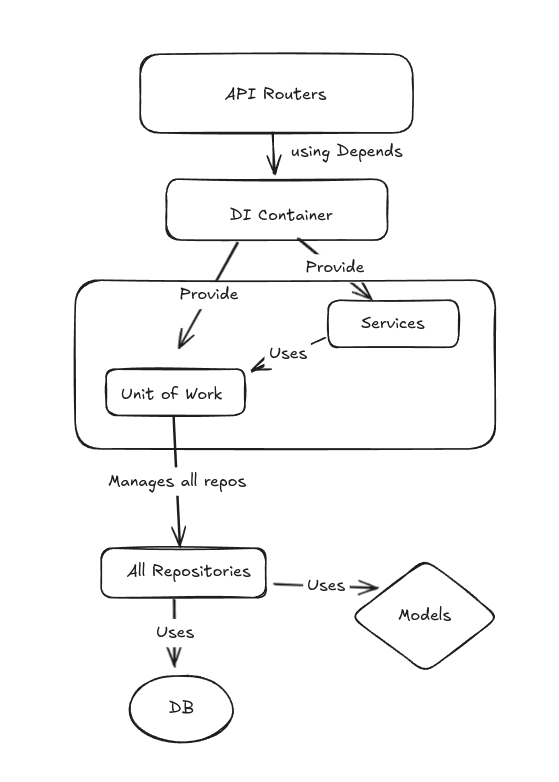 API Routers
using Depends
DI Container
Provide
Provide
Services
Uses
Unit of Work
Manages all repos
All Repositories
Uses
Models
Uses
DB